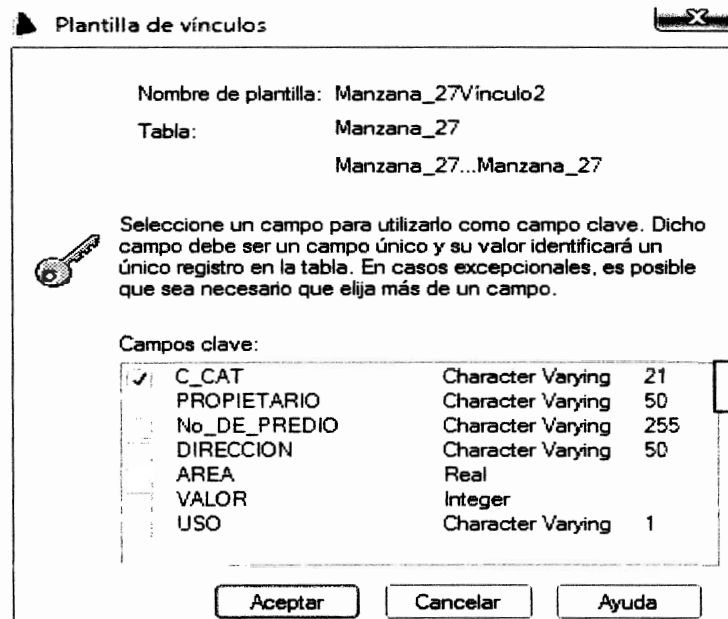 Plantilla de vínculos
Nombre de plantilla: Manzana_27Vínculo2
Tabla: Manzana_27
Manzana_27...Manzana_27
Seleccione un campo para utilizarlo como campo clave. Dicho
campo debe ser un campo único y su valor identificará un
único registro en la tabla. En casos excepcionales, es posible
que sea necesario que elija más de un campo.
Campos clave:
C_CAT Character Varying 21
PROPIETARIO Character Varying 50
No_DE_PREDIO Character Varying 255
DIRECCION Character Varying 50
AREA Real
VALOR Integer
USO Character Varying 1
Aceptar Cancelar Ayuda